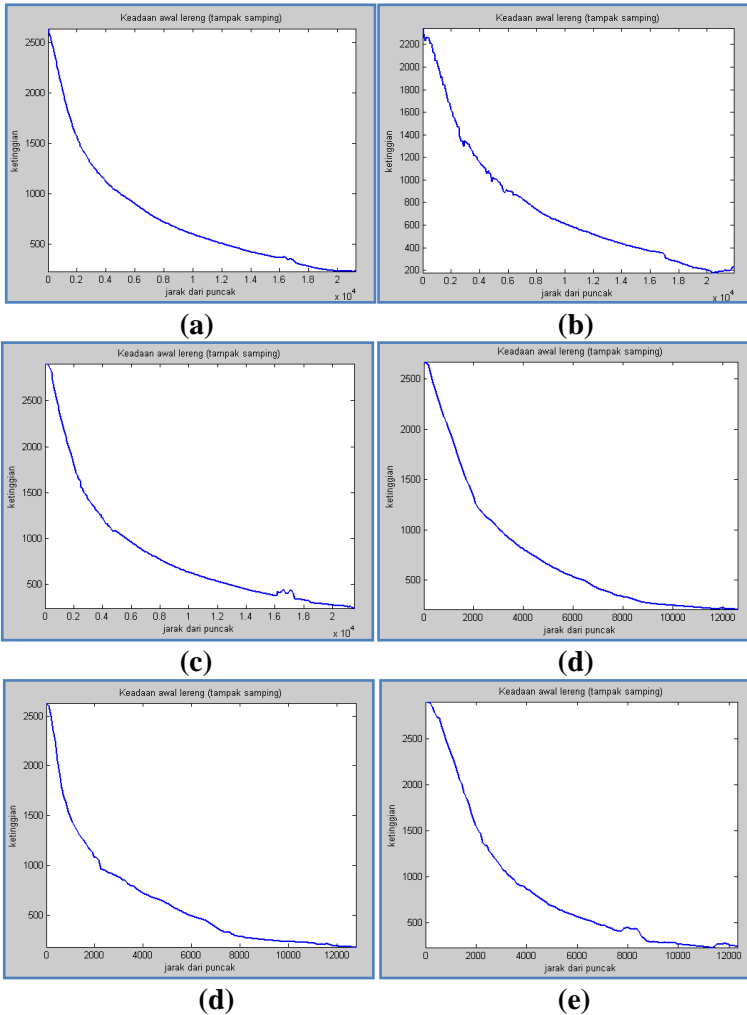 Keadaan awal lereng (tampak samping)
2500
2000
1500
1000
500
ketinggian
0 0.2 0.4 0.6 0.8 1 1.2 1.4 1.6 1.8 2
x 10^4
jarak dari puncak
(a)
Keadaan awal lereng (tampak samping)
2200
2000
1800
1600
1400
1200
1000
800
600
400
200
ketinggian
0 0.2 0.4 0.6 0.8 1 1.2 1.4 1.6 1.8 2
x 10^4
jarak dari puncak
(b)
Keadaan awal lereng (tampak samping)
2500
2000
1500
1000
500
ketinggian
0 0.2 0.4 0.6 0.8 1 1.2 1.4 1.6 1.8 2
x 10^4
jarak dari puncak
(c)
Keadaan awal lereng (tampak samping)
2500
2000
1500
1000
500
ketinggian
0 2000 4000 6000 8000 10000 12000
jarak dari puncak
(d)
Keadaan awal lereng (tampak samping)
2500
2000
1500
1000
500
ketinggian
0 2000 4000 6000 8000 10000 12000
jarak dari puncak
(d)
Keadaan awal lereng (tampak samping)
2500
2000
1500
1000
500
ketinggian
0 2000 4000 6000 8000 10000 12000
jarak dari puncak
(e)